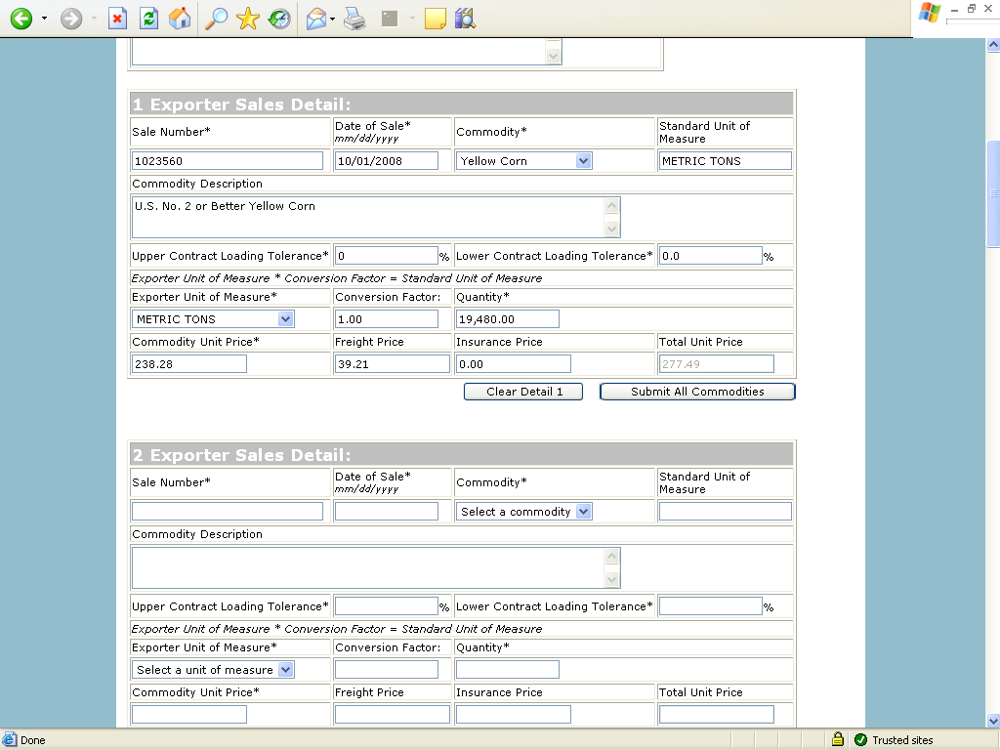 1 Exporter Sales Detail:
Sale Number* Date of Sale* mm/dd/yyyy Commodity* Standard Unit of Measure
1023560 10/01/2008 Yellow Corn METRIC TONS
Commodity Description
U.S. No. 2 or Better Yellow Corn
Upper Contract Loading Tolerance* 0 % Lower Contract Loading Tolerance* 0.0 %
Exporter Unit of Measure * Conversion Factor = Standard Unit of Measure
Exporter Unit of Measure* Conversion Factor: Quantity*
METRIC TONS 1.00 19,480.00
Commodity Unit Price* Freight Price Insurance Price Total Unit Price
238.28 39.21 0.00 277.49
Clear Detail 1 Submit All Commodities
2 Exporter Sales Detail:
Sale Number* Date of Sale* mm/dd/yyyy Commodity* Standard Unit of Measure
Select a commodity
Commodity Description
Upper Contract Loading Tolerance* % Lower Contract Loading Tolerance* %
Exporter Unit of Measure * Conversion Factor = Standard Unit of Measure
Exporter Unit of Measure* Conversion Factor: Quantity*
Select a unit of measure
Commodity Unit Price* Freight Price Insurance Price Total Unit Price
Done Trusted sites